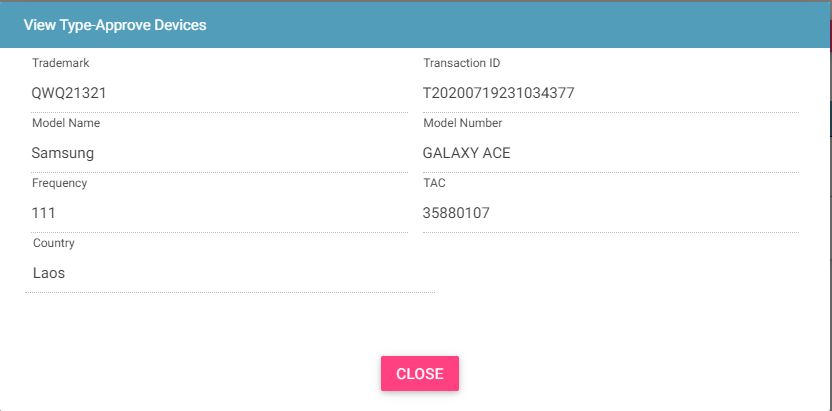 View Type-Approve Devices
Trademark Transaction ID
QWQ21321 T20200719231034377
Model Name Model Number
Samsung GALAXY ACE
Frequency TAC
111 35880107
Country
Laos
CLOSE